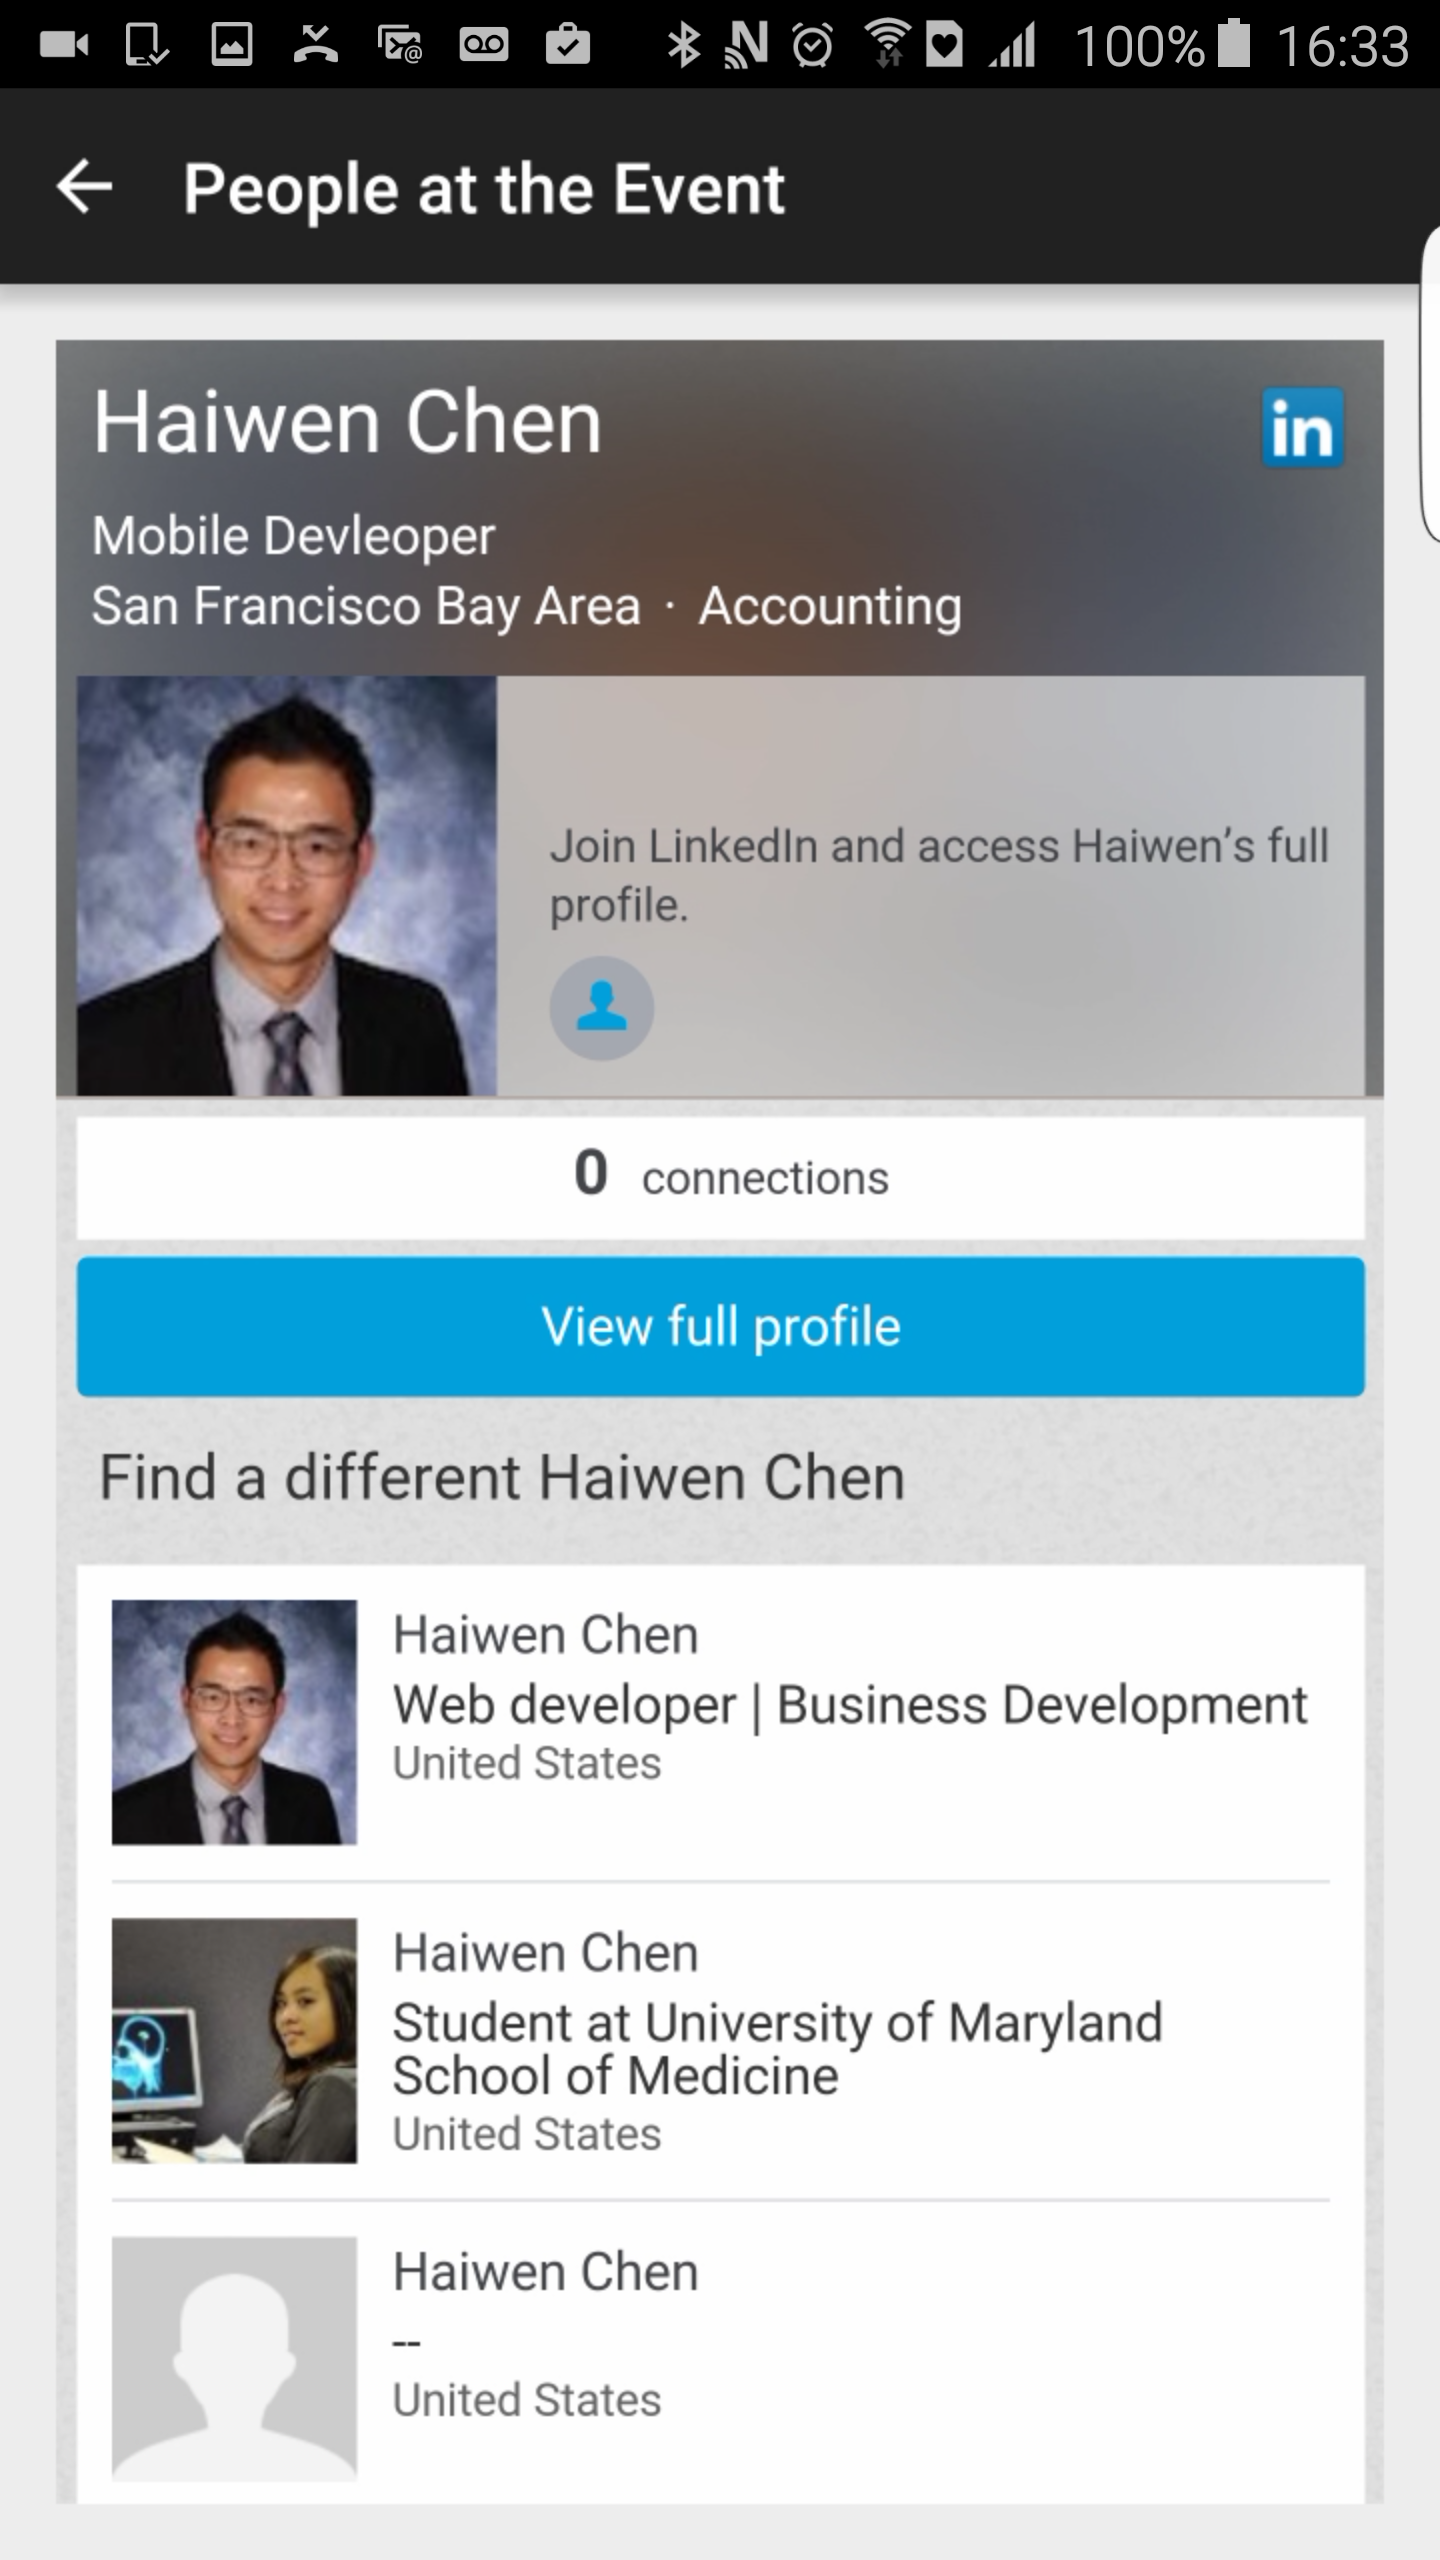 100% 16:33
People at the Event
Haiwen Chen
in
Mobile Devleoper
San Francisco Bay Area · Accounting
Join LinkedIn and access Haiwen’s full
profile.
0 connections
View full profile
Find a different Haiwen Chen
Haiwen Chen
Web developer | Business Development
United States
Haiwen Chen
Student at University of Maryland
School of Medicine
United States
Haiwen Chen
--
United States